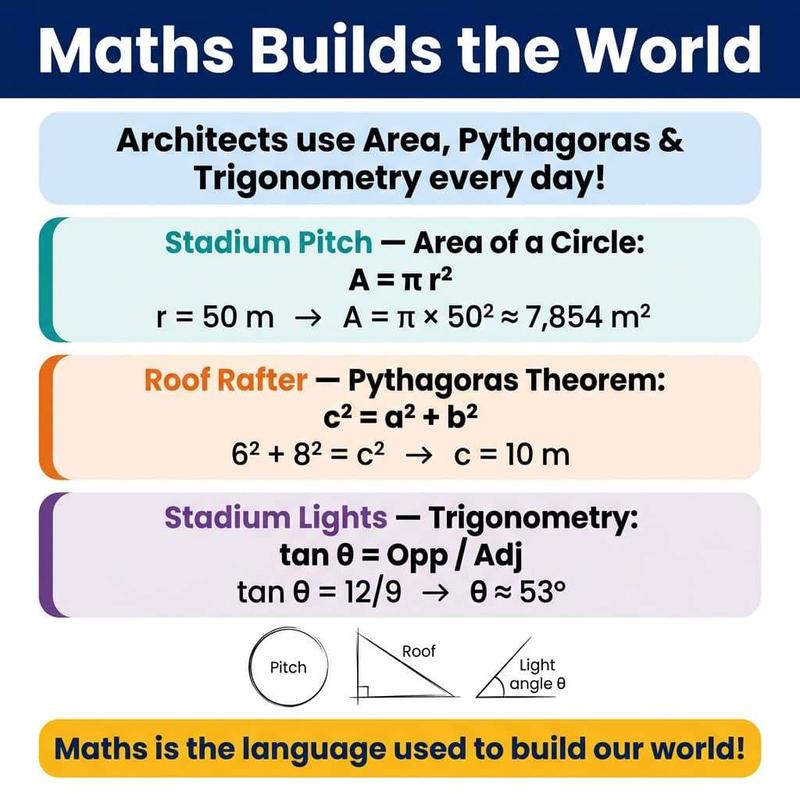 Maths Builds the World
Architects use Area, Pythagoras &
Trigonometry every day!
Stadium Pitch — Area of a Circle:
A = π r²
r = 50 m → A = π × 50² ≈ 7,854 m²
Roof Rafter — Pythagoras Theorem:
c² = a² + b²
6² + 8² = c² → c = 10 m
Stadium Lights — Trigonometry:
tan θ = Opp / Adj
tan θ = 12/9 → θ ≈ 53°
Pitch
Roof
Light
angle θ
Maths is the language used to build our world!